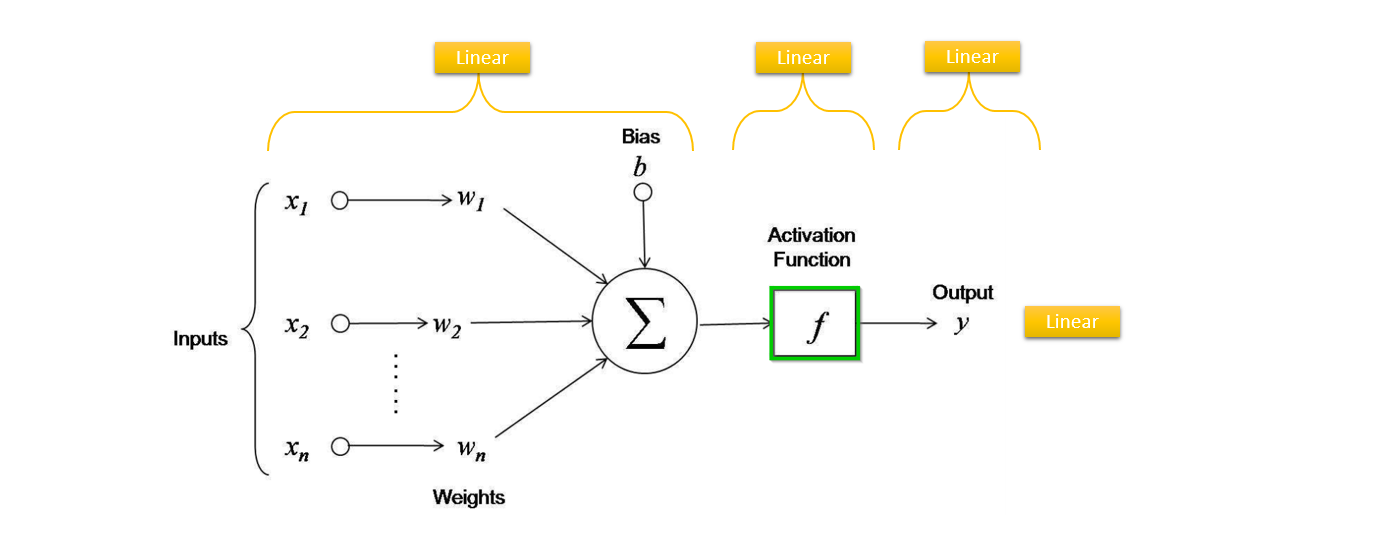 Linear
Linear
Linear
Bias
b
x1
w1
Activation
Function
Inputs
x2
w2
Σ
f
Output
y
Linear
xn
wn
Weights